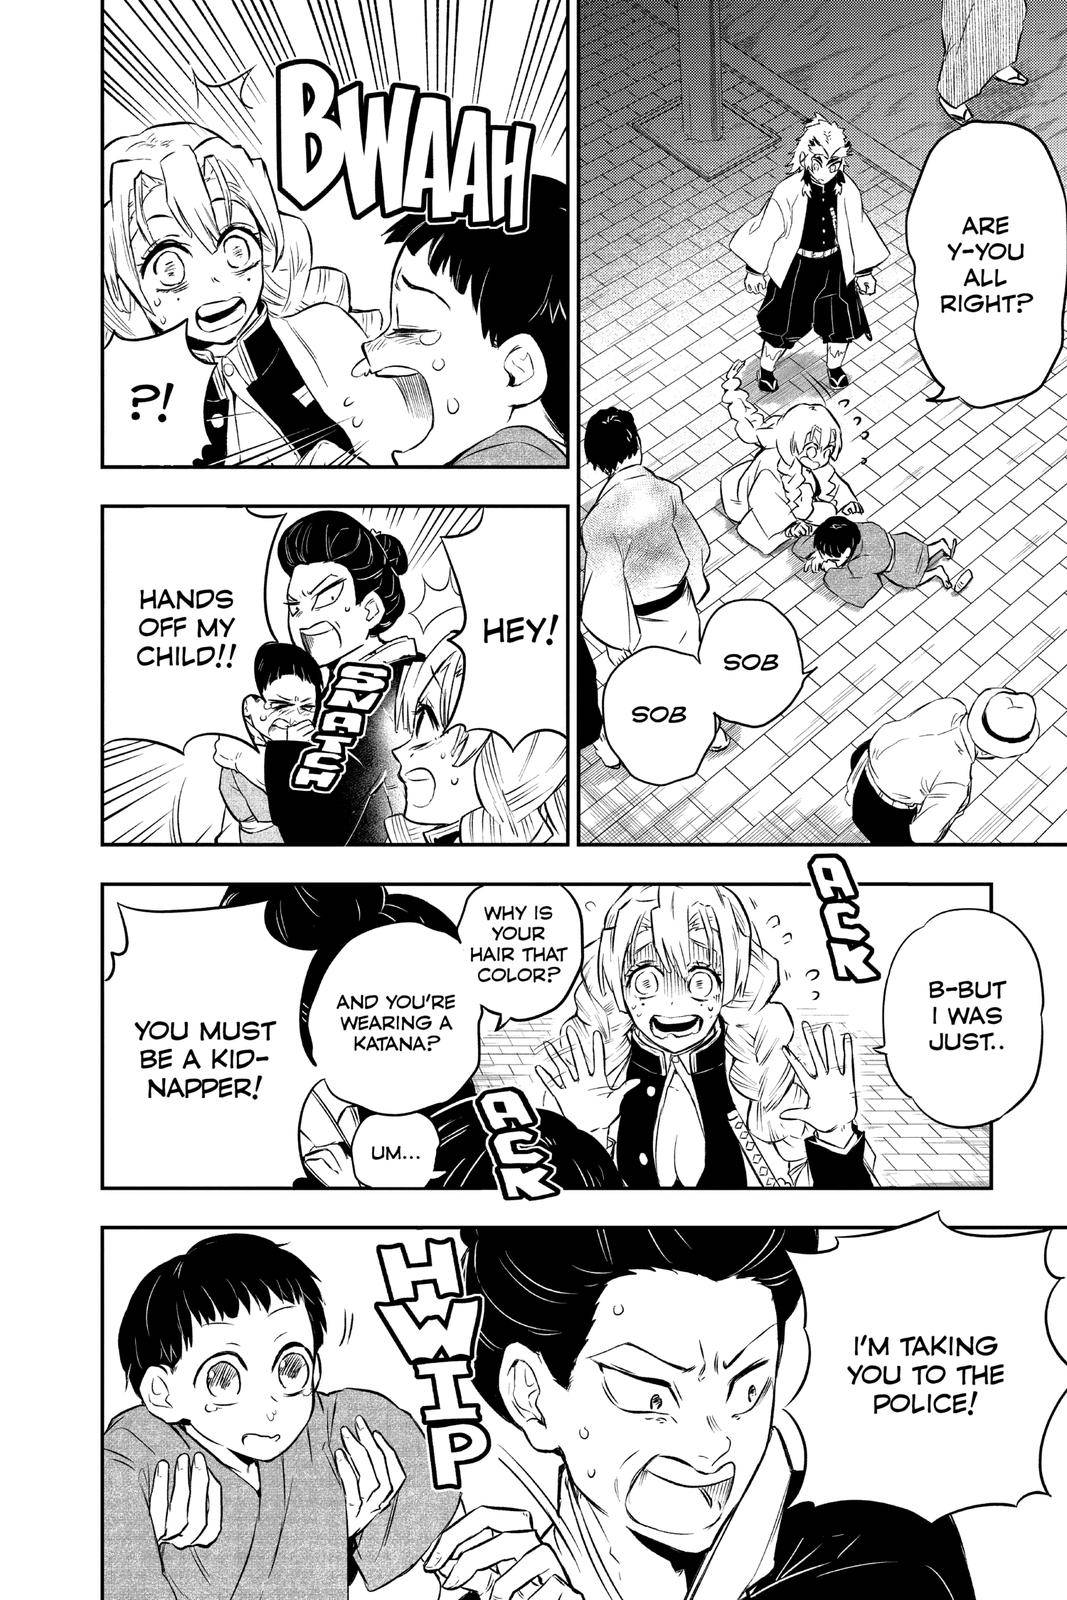 ARE
Y-YOU
ALL
RIGHT?
SOB
SOB
BWAAH
?!
HEY!
SNATCH
HANDS
OFF MY
CHILD!!
B-BUT
I WAS
JUST..
ACK
WHY IS
YOUR
HAIR THAT
COLOR?
AND YOU'RE
WEARING A
KATANA?
ACK
UM...
YOU MUST
BE A KID-
NAPPER!
I'M TAKING
YOU TO THE
POLICE!
HWIP